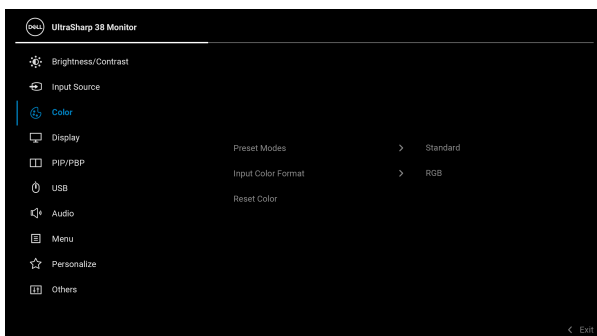 DELL UltraSharp 38 Monitor
Brightness/Contrast
Input Source
Color
Display
PIP/PBP
USB
Audio
Menu
Personalize
Others
Preset Modes > Standard
Input Color Format > RGB
Reset Color
< Exit